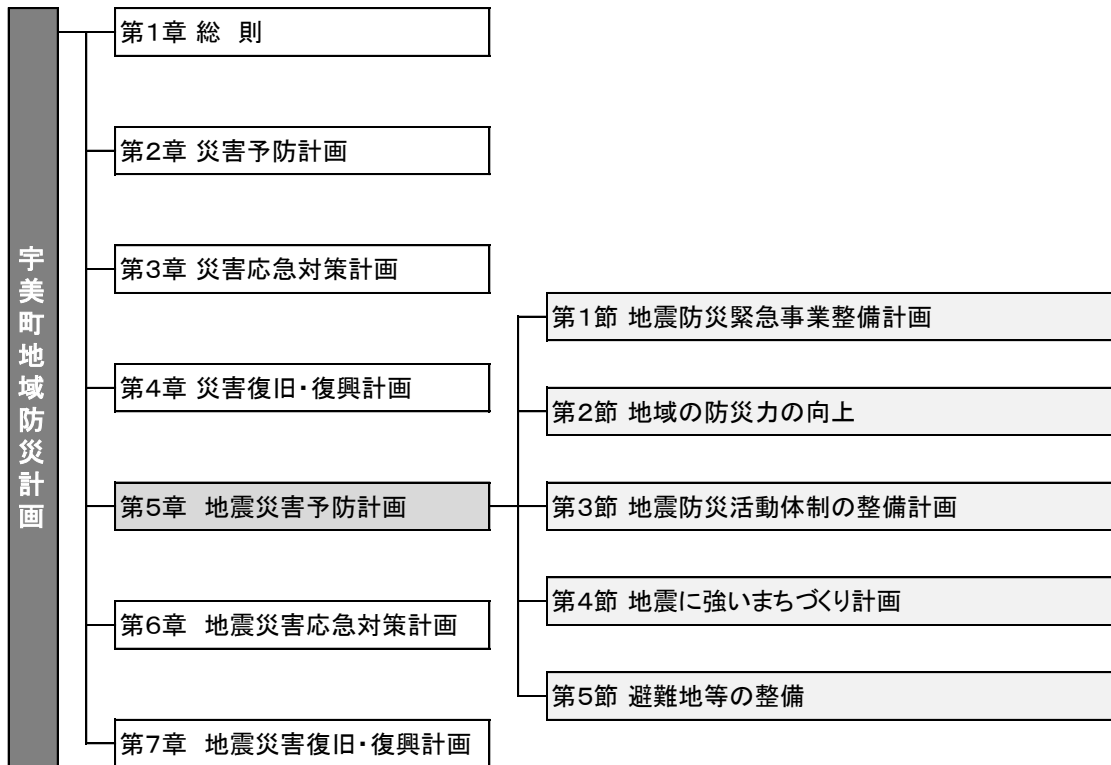 宇美町地域防災計画
第1章 総 則
第2章 災害予防計画
第3章 災害応急対策計画
第4章 災害復旧・復興計画
第5章 地震災害予防計画
第6章 地震災害応急対策計画
第7章 地震災害復旧・復興計画
第1節 地震防災緊急事業整備計画
第2節 地域の防災力の向上
第3節 地震防災活動体制の整備計画
第4節 地震に強いまちづくり計画
第5節 避難地等の整備